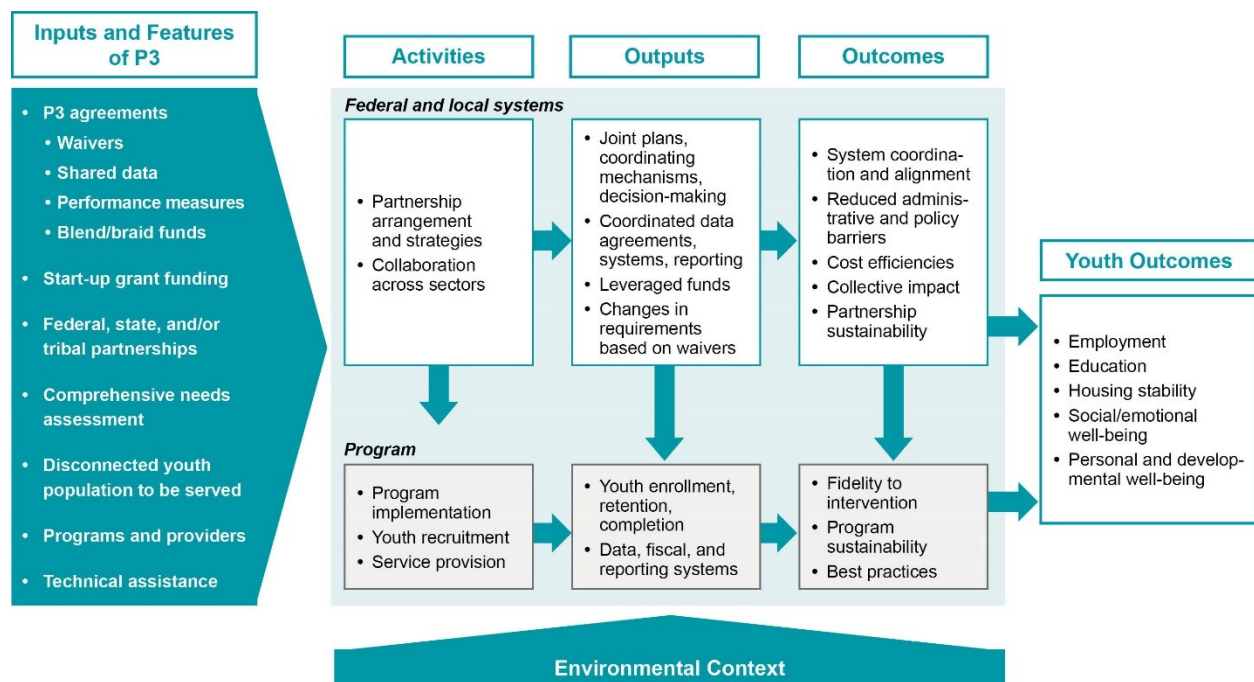 Inputs and Features
of P3
• P3 agreements
• Waivers
• Shared data
• Performance measures
• Blend/braid funds
• Start-up grant funding
• Federal, state, and/or
tribal partnerships
• Comprehensive needs
assessment
• Disconnected youth
population to be served
• Programs and providers
• Technical assistance
Activities
Outputs
Outcomes
Federal and local systems
• Partnership
arrangement
and strategies
• Collaboration
across sectors
• Joint plans,
coordinating
mechanisms,
decision-making
• Coordinated data
agreements,
systems, reporting
• Leveraged funds
• Changes in
requirements
based on waivers
• System coordina-
tion and alignment
• Reduced adminis-
trative and policy
barriers
• Cost efficiencies
• Collective impact
• Partnership
sustainability
Program
• Program
implementation
• Youth recruitment
• Service provision
• Youth enrollment,
retention,
completion
• Data, fiscal, and
reporting systems
• Fidelity to
intervention
• Program
sustainability
• Best practices
Youth Outcomes
• Employment
• Education
• Housing stability
• Social/emotional
well-being
• Personal and develop-
mental well-being
Environmental Context